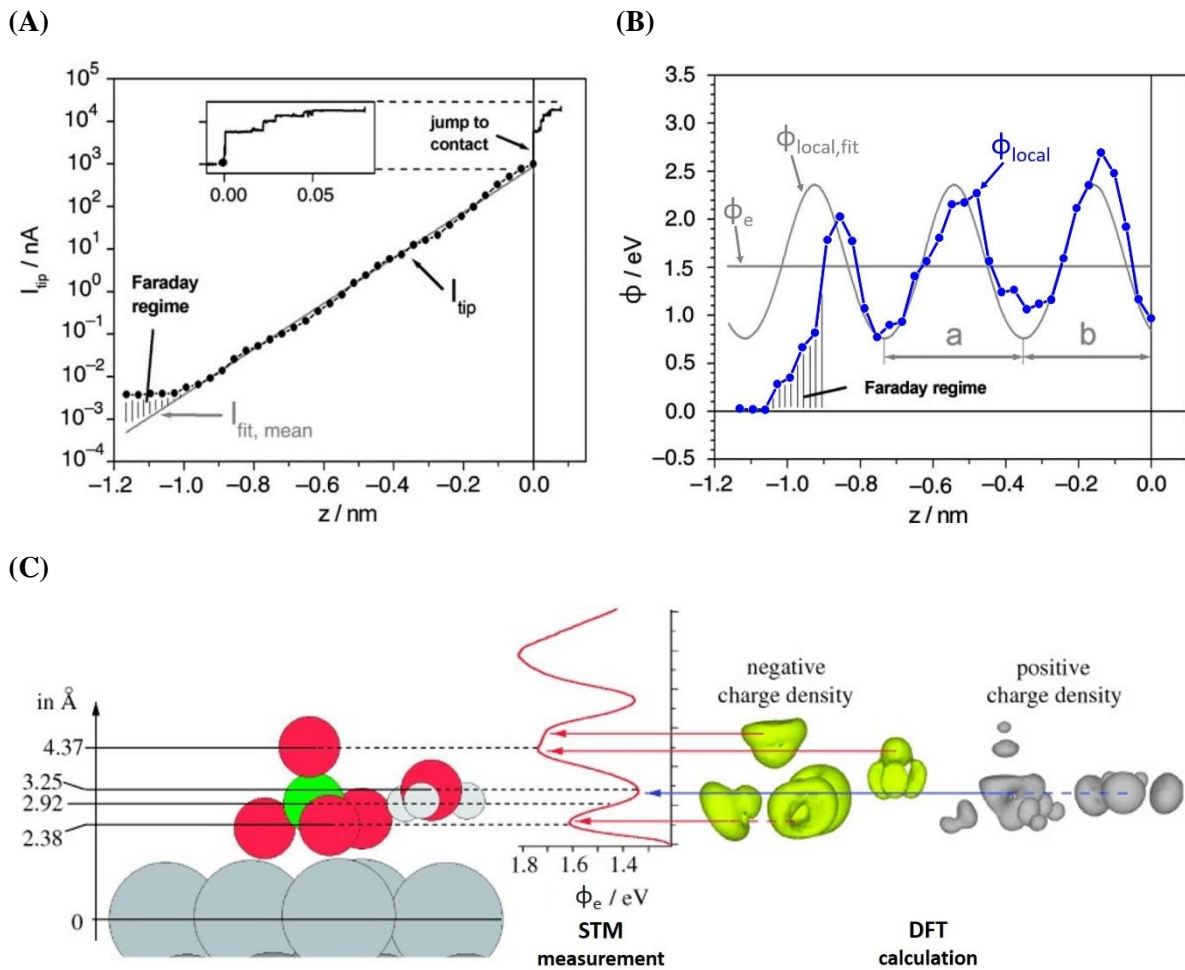 (A)
10^5
10^4
10^3
10^2
10^1
10^0
10^-1
10^-2
10^-3
10^-4
I_tip / nA
0.00
0.05
jump to
contact
Faraday
regime
I_tip
I_fit, mean
−1.2
−1.0
−0.8
−0.6
−0.4
−0.2
0.0
z / nm
(B)
3.5
3.0
2.5
2.0
1.5
1.0
0.5
0.0
−0.5
ϕ / eV
ϕ_local,fit
ϕ_local
ϕ_e
a
b
Faraday regime
−1.2
−1.0
−0.8
−0.6
−0.4
−0.2
0.0
z / nm
(C)
in Å
4.37
3.25
2.92
2.38
0
1.8
1.6
1.4
ϕ_e / eV
STM
measurement
negative
charge density
positive
charge density
DFT
calculation